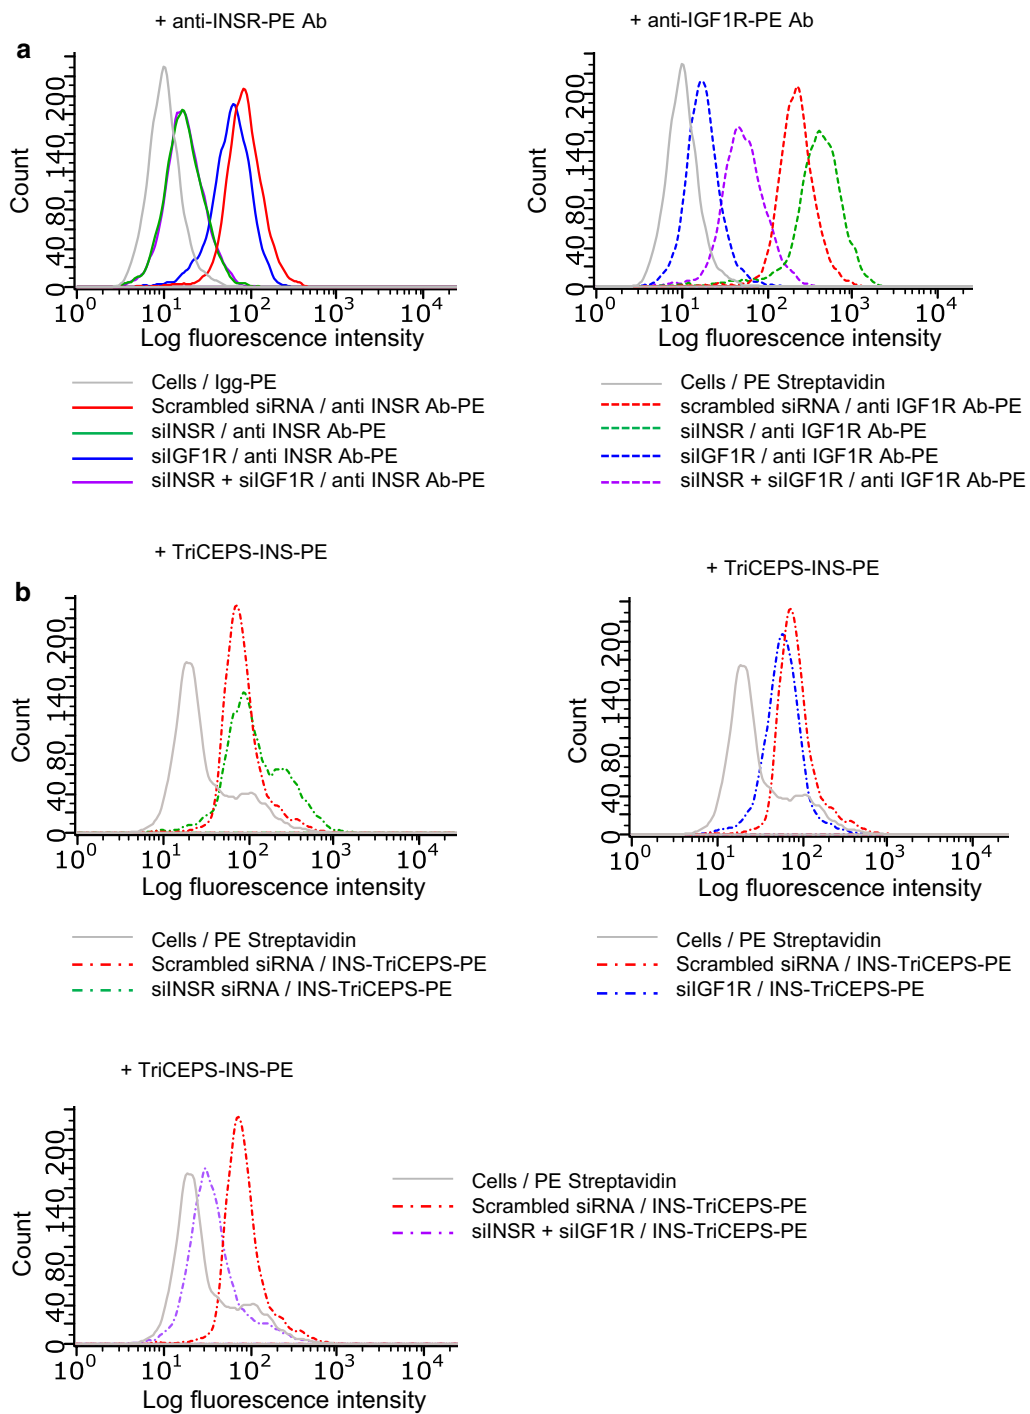 + anti-INSR-PE Ab
+ anti-IGF1R-PE Ab
a
Count
0 40 80 140 200
10^0 10^1 10^2 10^3 10^4
Log fluorescence intensity
Count
0 40 80 140 200
10^0 10^1 10^2 10^3 10^4
Log fluorescence intensity
Cells / Igg-PE
Scrambled siRNA / anti INSR Ab-PE
siINSR / anti INSR Ab-PE
siIGF1R / anti INSR Ab-PE
siINSR + siIGF1R / anti INSR Ab-PE
Cells / PE Streptavidin
scrambled siRNA / anti IGF1R Ab-PE
siINSR / anti IGF1R Ab-PE
siIGF1R / anti IGF1R Ab-PE
siINSR + siIGF1R / anti IGF1R Ab-PE
+ TriCEPS-INS-PE
+ TriCEPS-INS-PE
b
Count
0 40 80 140 200
10^0 10^1 10^2 10^3 10^4
Log fluorescence intensity
Count
0 40 80 140 200
10^0 10^1 10^2 10^3 10^4
Log fluorescence intensity
Cells / PE Streptavidin
Scrambled siRNA / INS-TriCEPS-PE
siINSR siRNA / INS-TriCEPS-PE
Cells / PE Streptavidin
Scrambled siRNA / INS-TriCEPS-PE
siIGF1R / INS-TriCEPS-PE
+ TriCEPS-INS-PE
Count
0 40 80 140 200
10^0 10^1 10^2 10^3 10^4
Log fluorescence intensity
Cells / PE Streptavidin
Scrambled siRNA / INS-TriCEPS-PE
siINSR + siIGF1R / INS-TriCEPS-PE